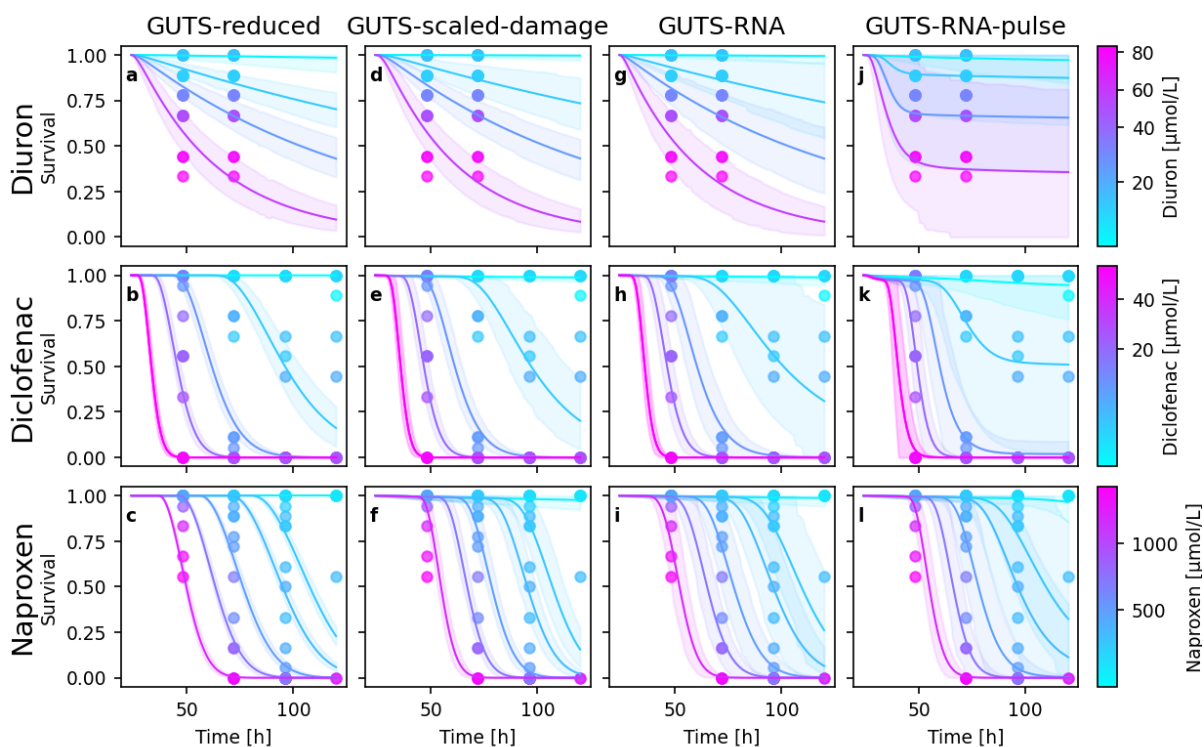 GUTS-reduced GUTS-scaled-damage GUTS-RNA GUTS-RNA-pulse
Diuron
Survival
1.00
0.75
0.50
0.25
0.00
a d g j
80
60
40
20
Diuron [µmol/L]
Diclofenac
Survival
1.00
0.75
0.50
0.25
0.00
b e h k
40
20
Diclofenac [µmol/L]
Naproxen
Survival
1.00
0.75
0.50
0.25
0.00
c f i l
1000
500
Naproxen [µmol/L]
50 100 50 100 50 100 50 100
Time [h] Time [h] Time [h] Time [h]